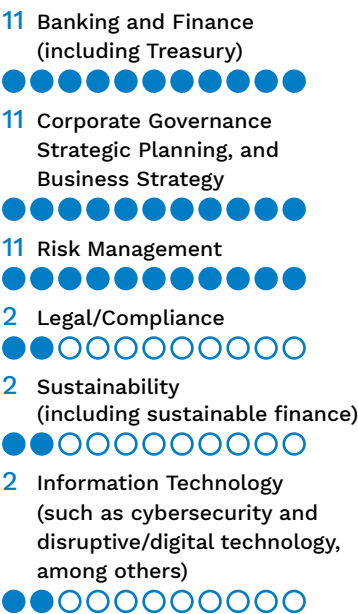 11 Banking and Finance
(including Treasury)
11 Corporate Governance
Strategic Planning, and
Business Strategy
11 Risk Management
2 Legal/Compliance
2 Sustainability
(including sustainable finance)
2 Information Technology
(such as cybersecurity and
disruptive/digital technology,
among others)